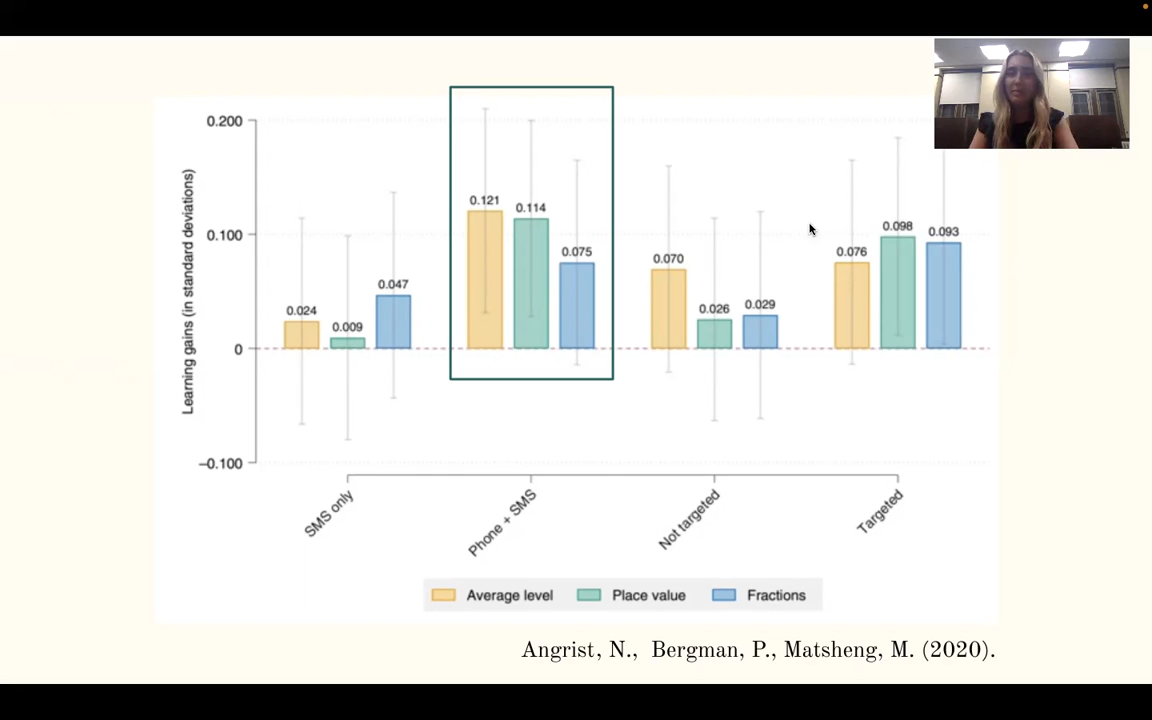 0.200
0.100
0
−0.100
Learning gains (in standard deviations)
0.024
0.009
0.047
0.121
0.114
0.075
0.070
0.026
0.029
0.076
0.098
0.093
SMS only
Phone + SMS
Not targeted
Targeted
Average level
Place value
Fractions
Angrist, N., Bergman, P., Matsheng, M. (2020).